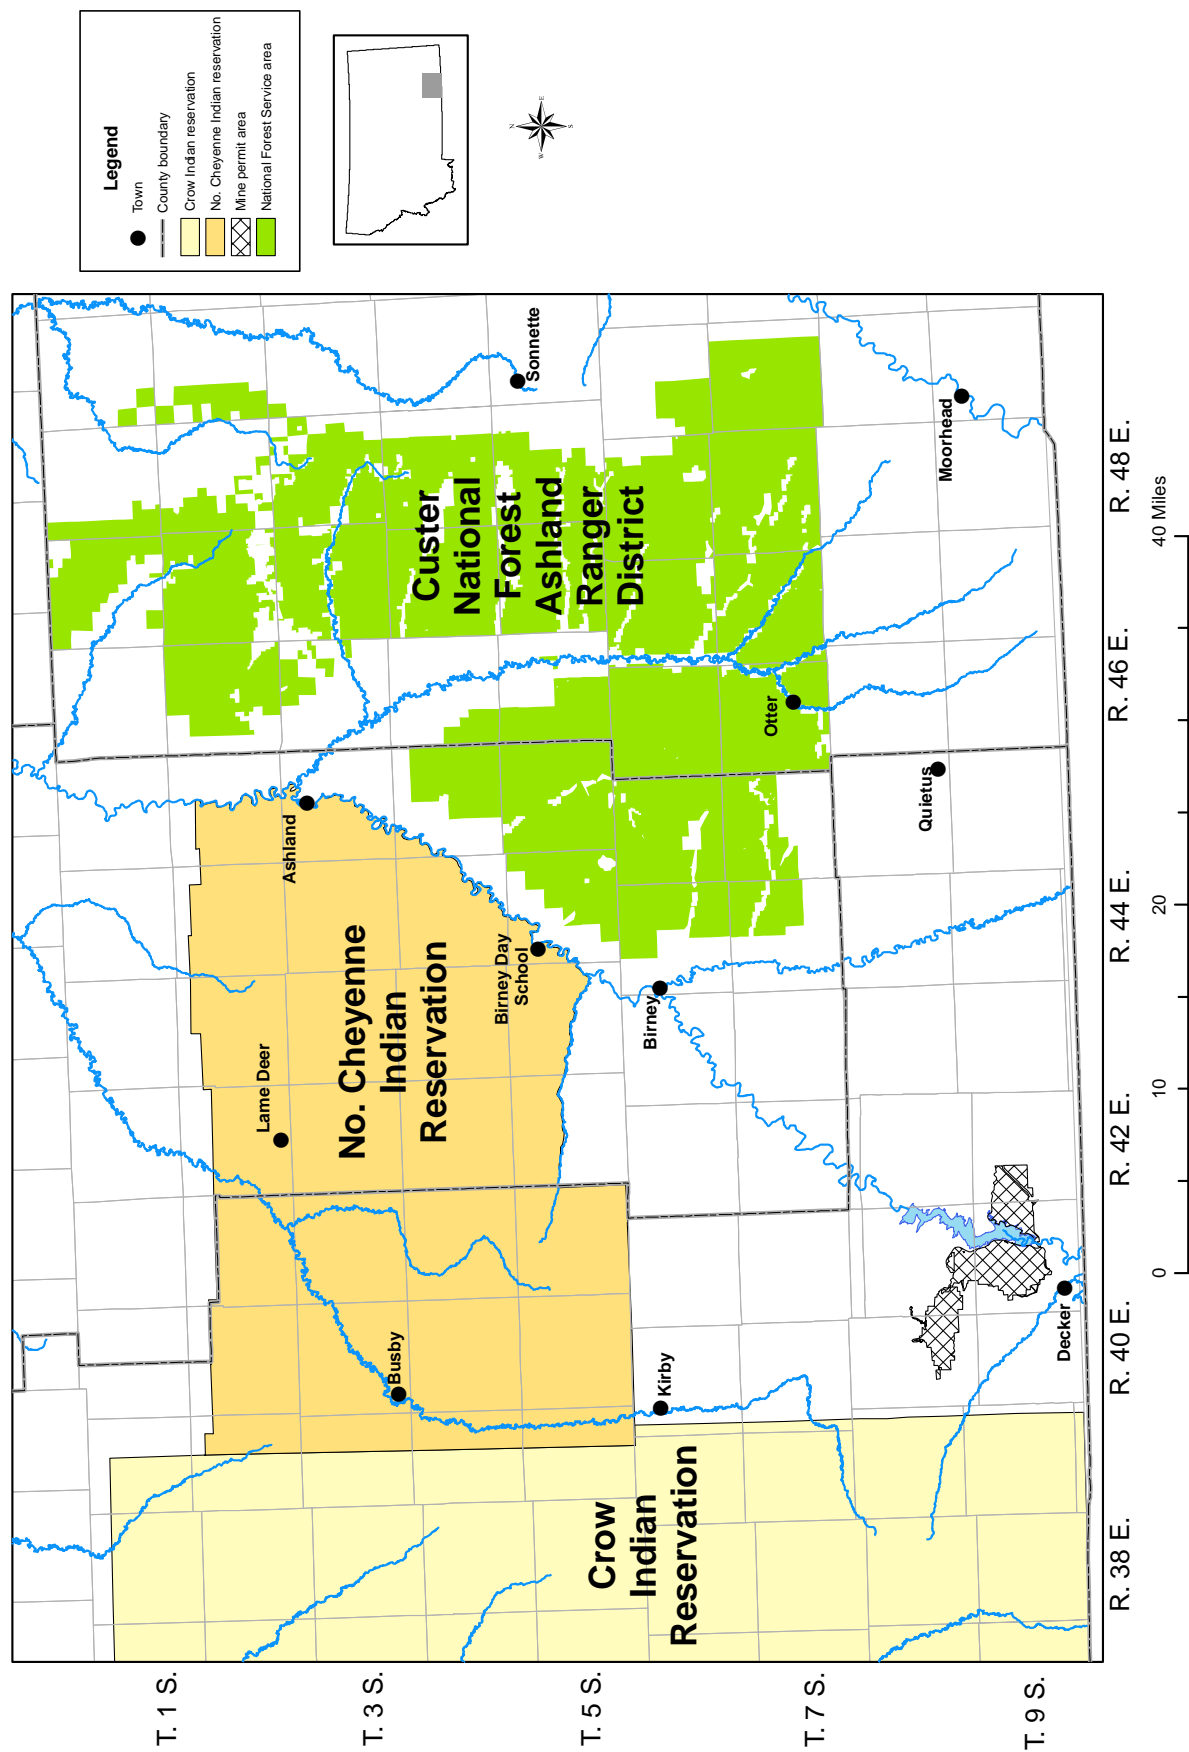 Legend
Town
County boundary
Crow Indian reservation
No. Cheyenne Indian reservation
Mine permit area
National Forest Service area
N
E
S
W
Sonnette
Moorhead
Custer
National
Forest
Ashland
Ranger
District
Otter
Quietus
Ashland
Birney Day
School
Birney
Lame Deer
No. Cheyenne
Indian
Reservation
Busby
Kirby
Decker
Crow
Indian
Reservation
T. 1 S.
T. 3 S.
T. 5 S.
T. 7 S.
T. 9 S.
R. 38 E.
R. 40 E.
R. 42 E.
R. 44 E.
R. 46 E.
R. 48 E.
0
10
20
40 Miles